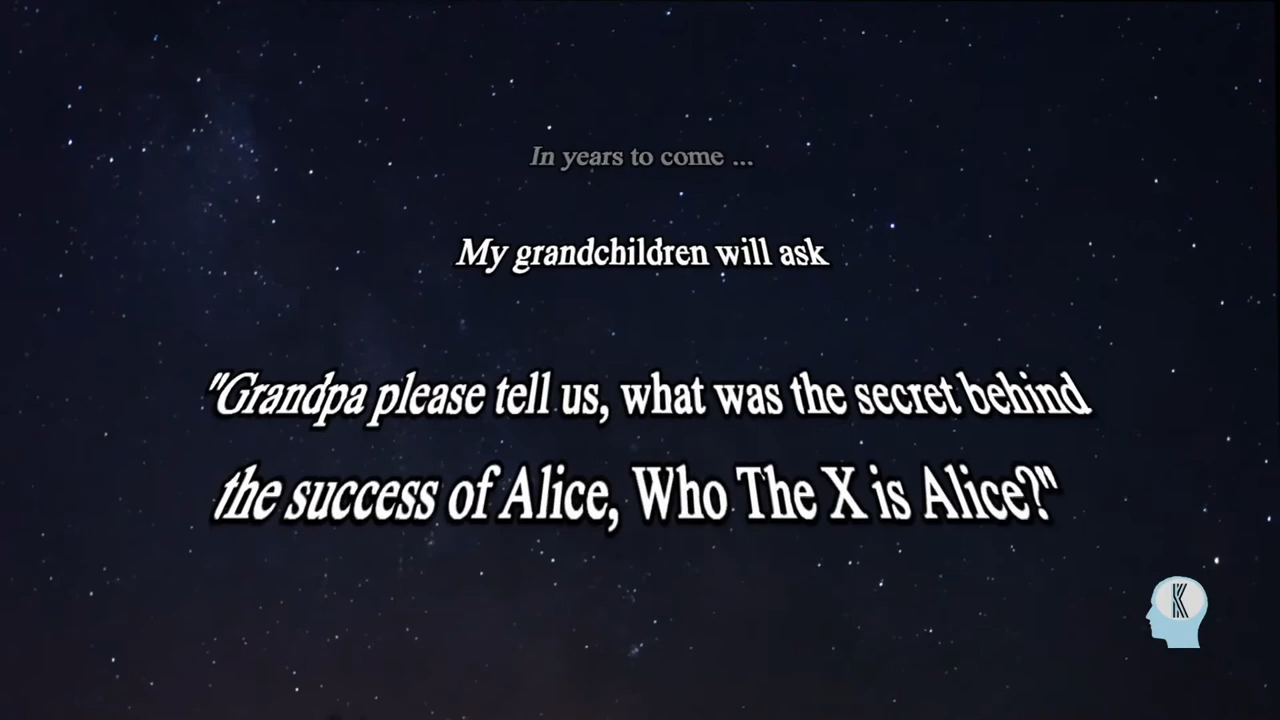 In years to come ...
My grandchildren will ask
"Grandpa please tell us, what was the secret behind
the success of Alice, Who The X is Alice?"
K